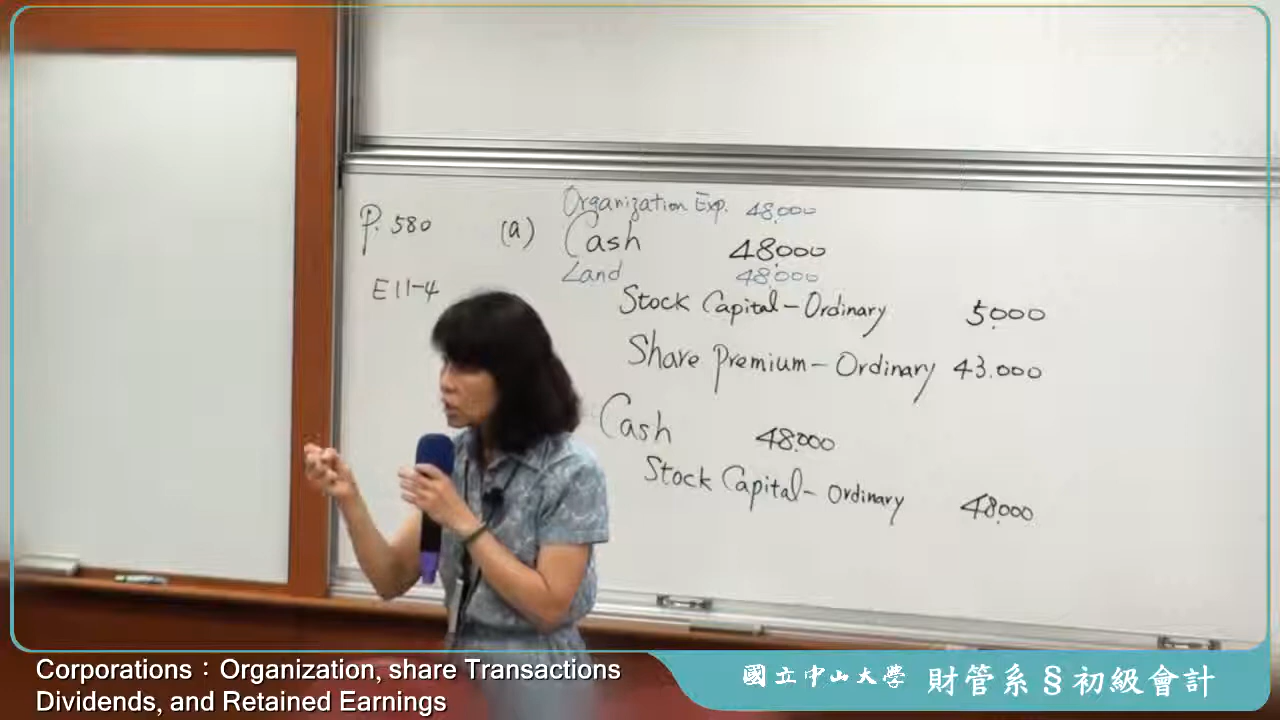 P. 580
E11-4
(a)
Organization Exp. 48,000
Cash 48,000
Land 48,000
Stock Capital-Ordinary 5,000
Share Premium-Ordinary 43,000
Cash 48,000
Stock Capital-Ordinary 48,000
Corporations：Organization, share Transactions
Dividends, and Retained Earnings
國立中山大學 財管系§初級會計